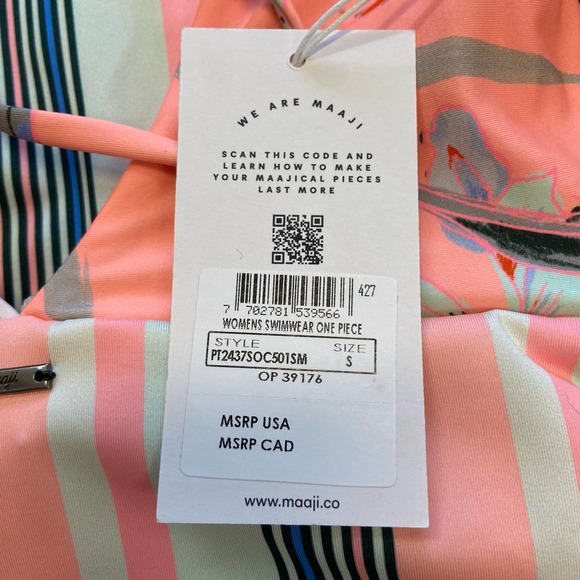 WE ARE MAAJI
SCAN THIS CODE AND
LEARN HOW TO MAKE
YOUR MAAJICAL PIECES
LAST MORE
427
7 702781 539566
WOMENS SWIMWEAR ONE PIECE
STYLE SIZE
PT2437SOC501SM S
OP 39176
MSRP USA
MSRP CAD
www.maaji.co